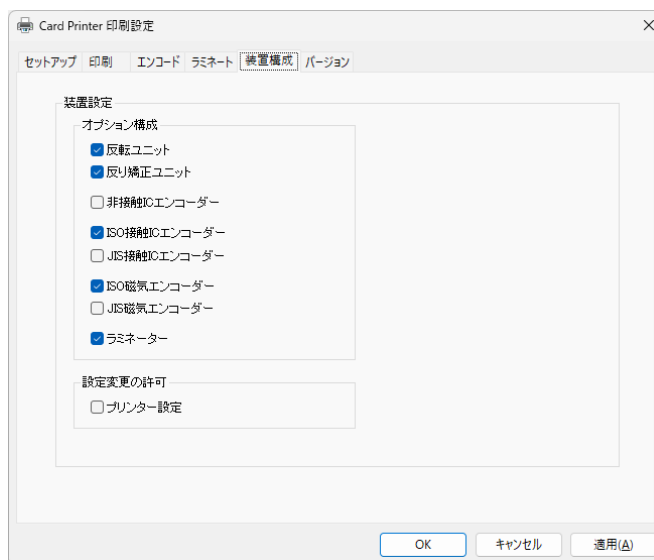 Card Printer 印刷設定
セットアップ 印刷 エンコード ラミネート 装置構成 バージョン
装置設定
オプション構成
反転ユニット
反り矯正ユニット
非接触ICエンコーダー
ISO接触ICエンコーダー
JIS接触ICエンコーダー
ISO磁気エンコーダー
JIS磁気エンコーダー
ラミネーター
設定変更の許可
プリンター設定
OK キャンセル 適用(A)